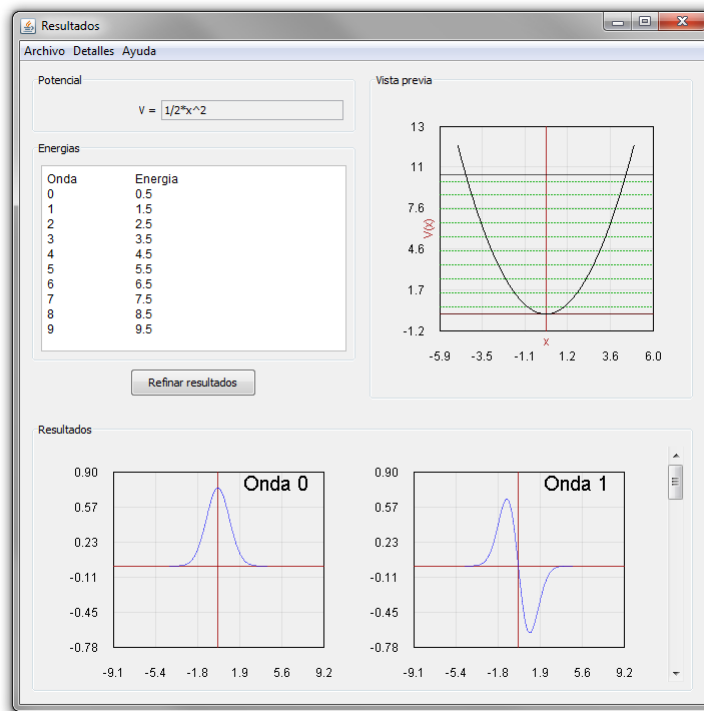 Resultados
Archivo Detalles Ayuda
Potencial
V = 1/2*x^2
Energias
Onda Energia
0 0.5
1 1.5
2 2.5
3 3.5
4 4.5
5 5.5
6 6.5
7 7.5
8 8.5
9 9.5
Refinar resultados
Vista previa
13
11
7.6
4.6
1.7
-1.2
V(x)
x
-5.9 -3.5 -1.1 1.2 3.6 6.0
Resultados
Onda 0
0.90
0.57
0.23
-0.11
-0.45
-0.78
-9.1 -5.4 -1.8 1.9 5.6 9.2
Onda 1
0.90
0.57
0.23
-0.11
-0.45
-0.78
-9.1 -5.4 -1.8 1.9 5.6 9.2